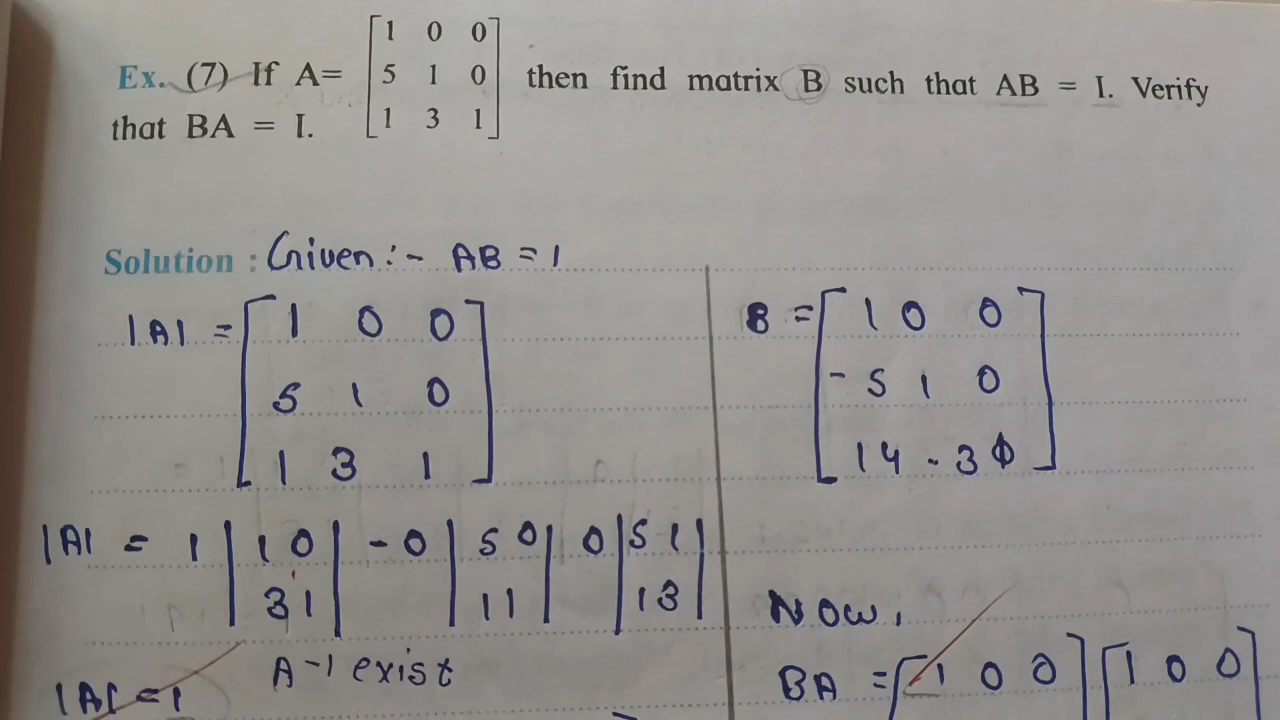 1 0 0
Ex. (7) If A= 5 1 0 then find matrix B such that AB = I. Verify
that BA = I. 1 3 1
Solution : Given :- AB = 1
|A| = 1 0 0
5 1 0
1 3 1
|A| = 1 | 1 0 | - 0 | 5 0 | 0 | 5 1 |
3 1 | 1 1 | 1 3
|A| = 1 A-1 exist
B = 1 0 0
- 5 1 0
14 - 3
Now,
BA = 1 0 0 1 0 0